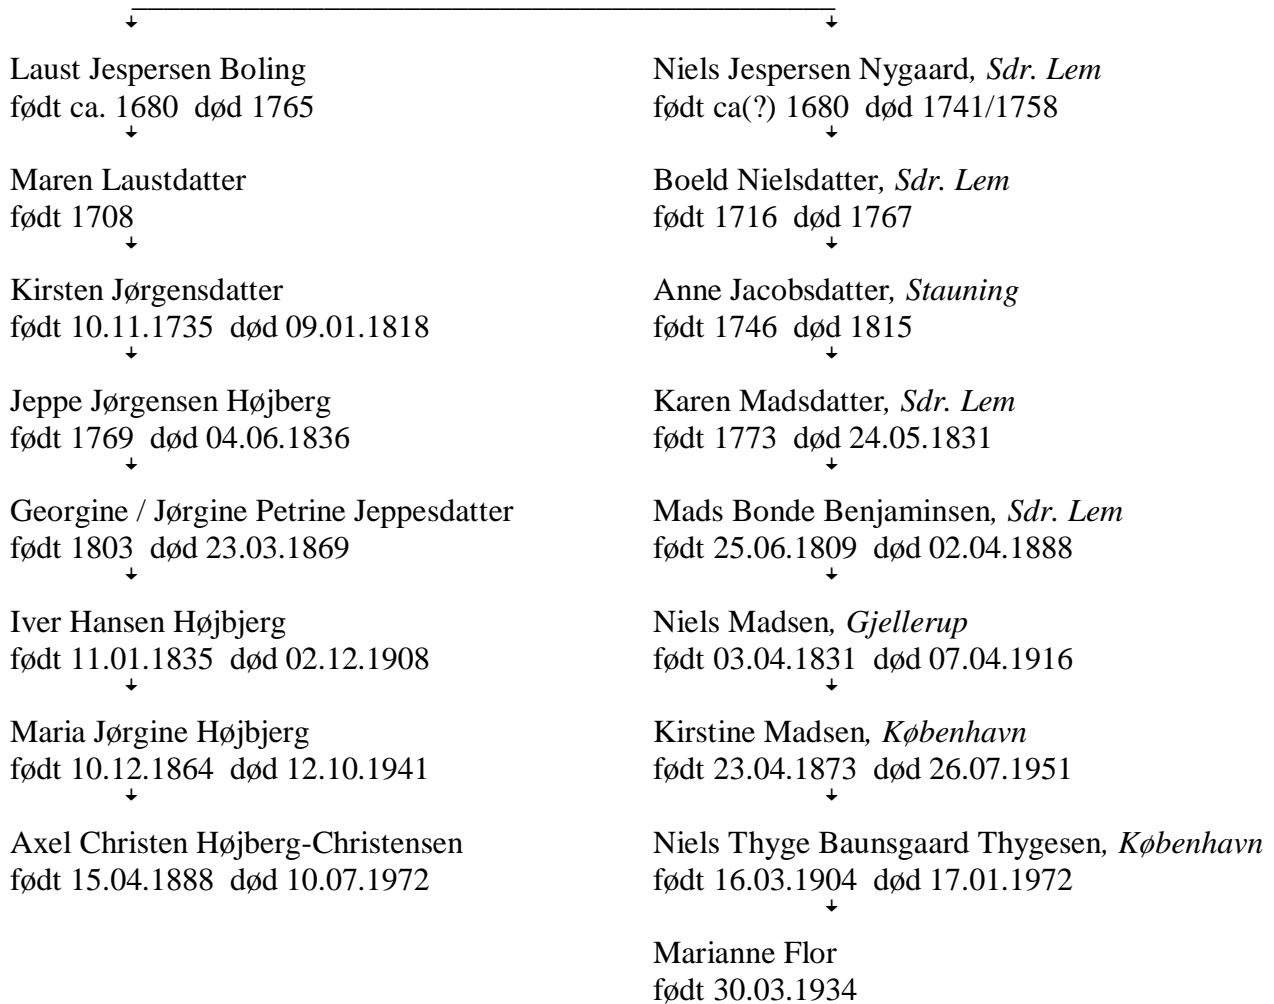 Laust Jespersen Boling
født ca. 1680  død 1765
Maren Laustdatter
født 1708
Kirsten Jørgensdatter
født 10.11.1735  død 09.01.1818
Jeppe Jørgensen Højberg
født 1769  død 04.06.1836
Georgine / Jørgine Petrine Jeppesdatter
født 1803  død 23.03.1869
Iver Hansen Højbjerg
født 11.01.1835  død 02.12.1908
Maria Jørgine Højbjerg
født 10.12.1864  død 12.10.1941
Axel Christen Højberg-Christensen
født 15.04.1888  død 10.07.1972
Niels Jespersen Nygaard, Sdr. Lem
født ca(?) 1680  død 1741/1758
Boeld Nielsdatter, Sdr. Lem
født 1716  død 1767
Anne Jacobsdatter, Stauning
født 1746  død 1815
Karen Madsdatter, Sdr. Lem
født 1773  død 24.05.1831
Mads Bonde Benjaminsen, Sdr. Lem
født 25.06.1809  død 02.04.1888
Niels Madsen, Gjellerup
født 03.04.1831  død 07.04.1916
Kirstine Madsen, København
født 23.04.1873  død 26.07.1951
Niels Thyge Baunsgaard Thygesen, København
født 16.03.1904  død 17.01.1972
Marianne Flor
født 30.03.1934